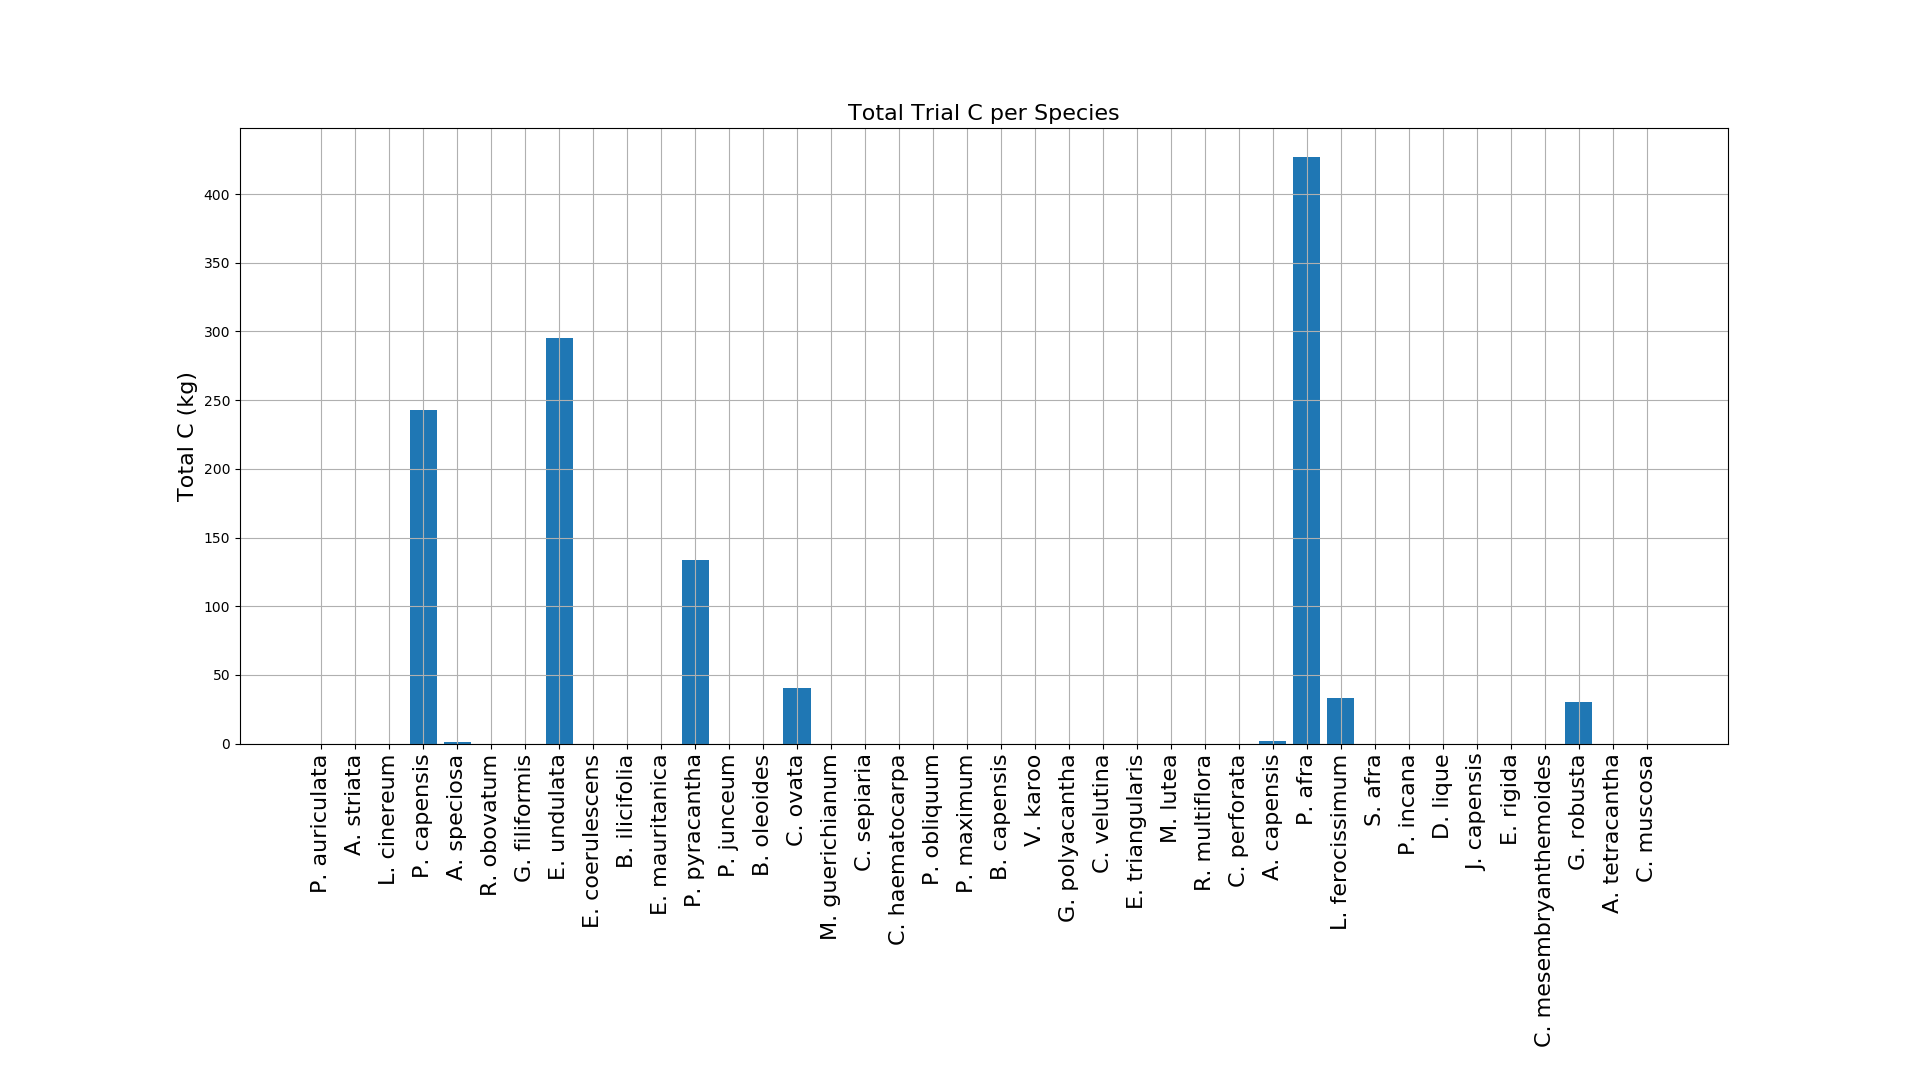 Total Trial C per Species
Total C (kg)
400
350
300
250
200
150
100
50
0
P. auriculata
A. striata
L. cinereum
P. capensis
A. speciosa
R. obovatum
G. filiformis
E. undulata
E. coerulescens
B. ilicifolia
E. mauritanica
P. pyracantha
P. junceum
B. oleoides
C. ovata
M. guerichianum
C. sepiaria
C. haematocarpa
P. obliquum
P. maximum
B. capensis
V. karoo
G. polyacantha
C. velutina
E. triangularis
M. lutea
R. multiflora
C. perforata
A. capensis
P. afra
L. ferocissimum
S. afra
P. incana
D. lique
J. capensis
E. rigida
C. mesembryanthemoides
G. robusta
A. tetracantha
C. muscosa